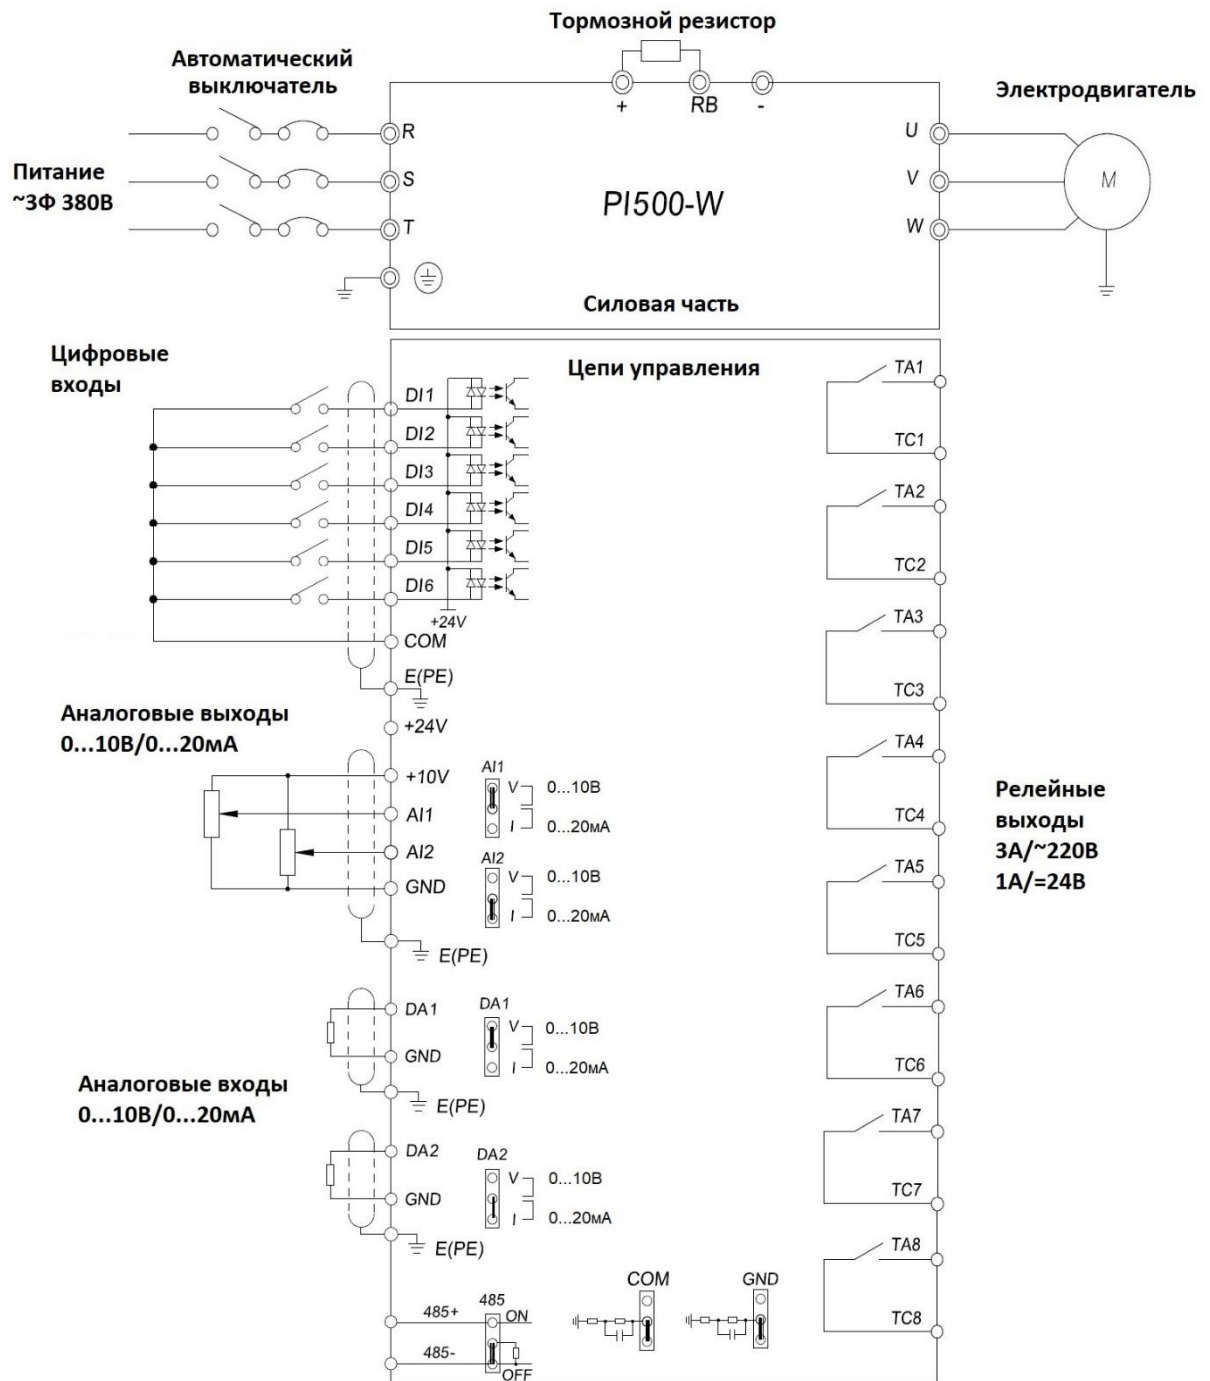 Тормозной резистор
Автоматический
выключатель
+
RB
-
Электродвигатель
R
S
T
Питание
~3Ф 380В
PI500-W
U
V
W
M
Силовая часть
Цифровые
входы
Цепи управления
DI1
DI2
DI3
DI4
DI5
DI6
+24V
COM
E(PE)
+24V
Аналоговые выходы
0...10В/0...20мА
+10V
AI1
AI2
GND
E(PE)
AI1
V
0...10В
I
0...20мА
AI2
V
0...10В
I
0...20мА
DA1
GND
E(PE)
DA1
V
0...10В
I
0...20мА
Аналоговые входы
0...10В/0...20мА
DA2
GND
E(PE)
DA2
V
0...10В
I
0...20мА
485+
485
ON
485-
OFF
COM
GND
TA1
TC1
TA2
TC2
TA3
TC3
TA4
TC4
TA5
TC5
TA6
TC6
TA7
TC7
TA8
TC8
Релейные
выходы
3А/~220В
1А/=24В